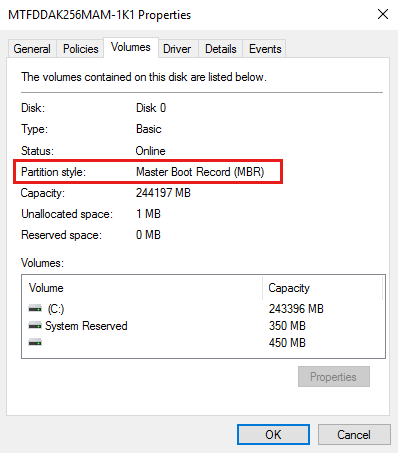 MTFDDAK256MAM-1K1 Properties
General Policies Volumes Driver Details Events
The volumes contained on this disk are listed below.
Disk: Disk 0
Type: Basic
Status: Online
Partition style: Master Boot Record (MBR)
Capacity: 244197 MB
Unallocated space: 1 MB
Reserved space: 0 MB
Volumes:
Volume Capacity
(C:) 243396 MB
System Reserved 350 MB
450 MB
Properties
OK Cancel